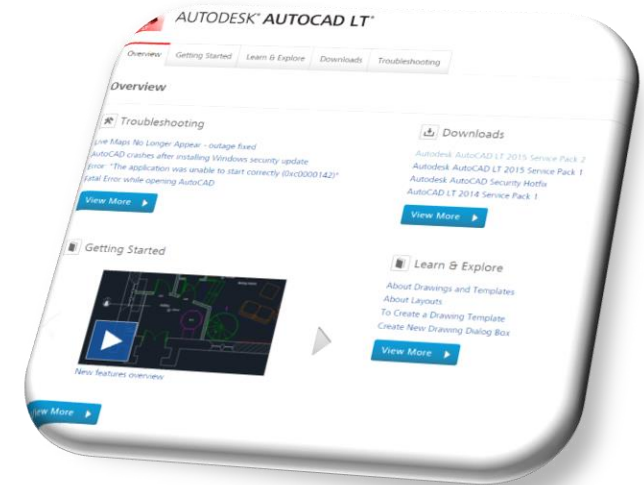 AUTODESK® AUTOCAD LT®
Overview
Getting Started
Learn & Explore
Downloads
Troubleshooting
Overview
Troubleshooting
Live Maps No Longer Appear - outage fixed
AutoCAD crashes after installing Windows security update
Error: "The application was unable to start correctly (0xc0000142)"
Fatal Error while opening AutoCAD
View More
Downloads
Autodesk AutoCAD LT 2015 Service Pack 2
Autodesk AutoCAD LT 2015 Service Pack 1
Autodesk AutoCAD Security Hotfix
AutoCAD LT 2014 Service Pack 1
View More
Getting Started
New features overview
View More
Learn & Explore
About Drawings and Templates
About Layouts
To Create a Drawing Template
Create New Drawing Dialog Box
View More